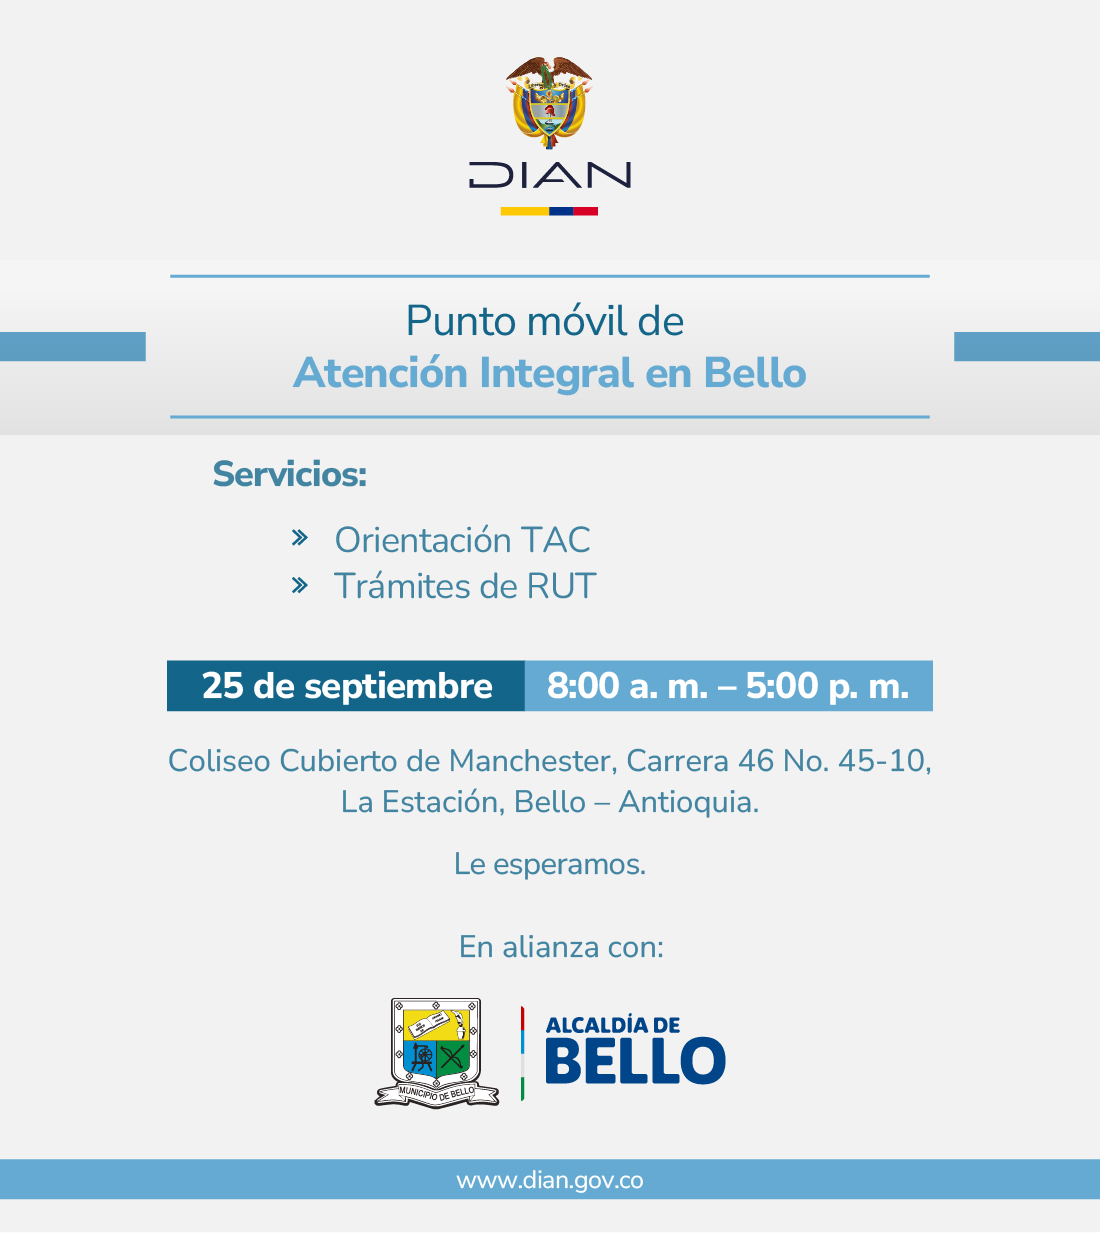 DIAN
Punto móvil de
Atención Integral en Bello
Servicios:
Orientación TAC
Trámites de RUT
25 de septiembre
8:00 a. m. – 5:00 p. m.
Coliseo Cubierto de Manchester, Carrera 46 No. 45-10,
La Estación, Bello – Antioquia.
Le esperamos.
En alianza con:
MUNICIPIO DE BELLO
ALCALDÍA DE
BELLO
www.dian.gov.co